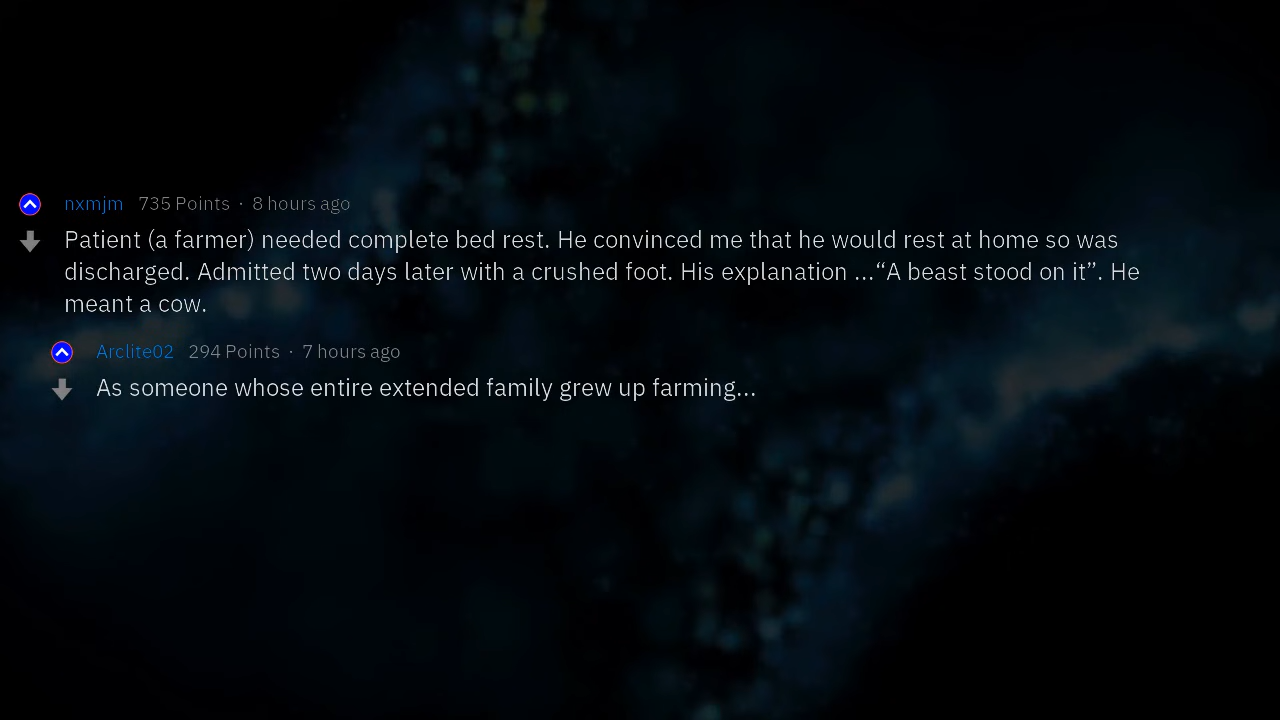 nxmjm 735 Points · 8 hours ago
Patient (a farmer) needed complete bed rest. He convinced me that he would rest at home so was
discharged. Admitted two days later with a crushed foot. His explanation ...“A beast stood on it”. He
meant a cow.
Arclite02 294 Points · 7 hours ago
As someone whose entire extended family grew up farming...